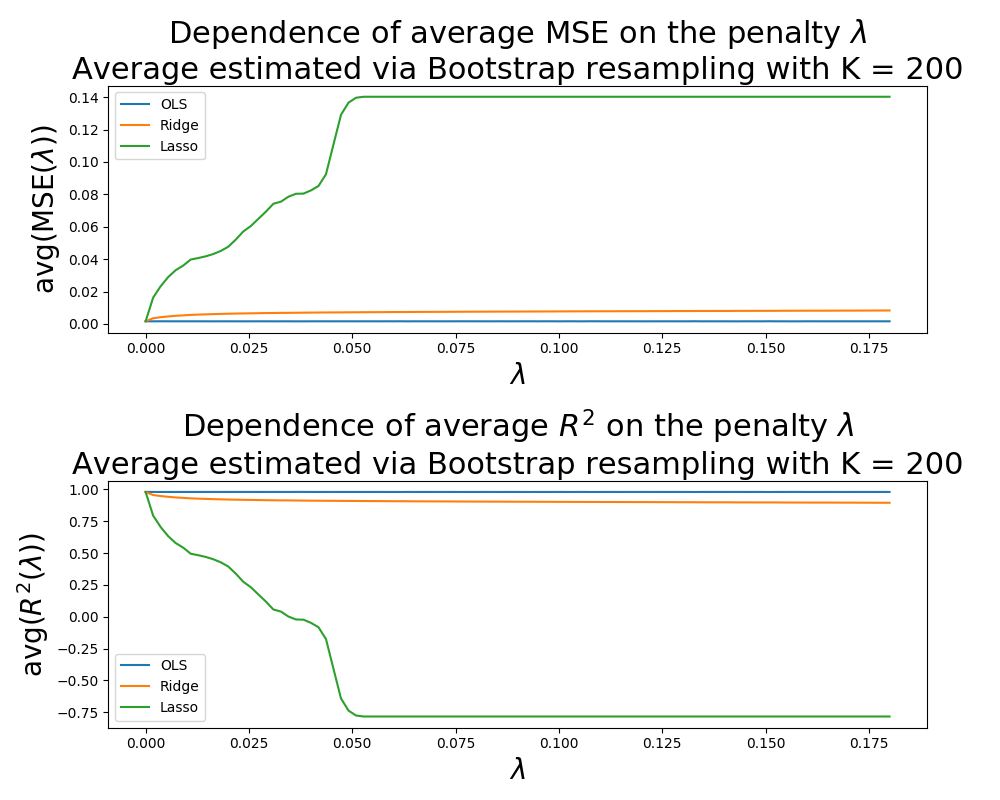 Dependence of average MSE on the penalty λ
Average estimated via Bootstrap resampling with K = 200
avg(MSE(λ))
0.14
0.12
0.10
0.08
0.06
0.04
0.02
0.00
OLS
Ridge
Lasso
0.000 0.025 0.050 0.075 0.100 0.125 0.150 0.175
λ
Dependence of average R² on the penalty λ
Average estimated via Bootstrap resampling with K = 200
avg(R²(λ))
1.00
0.75
0.50
0.25
0.00
−0.25
−0.50
−0.75
OLS
Ridge
Lasso
0.000 0.025 0.050 0.075 0.100 0.125 0.150 0.175
λ